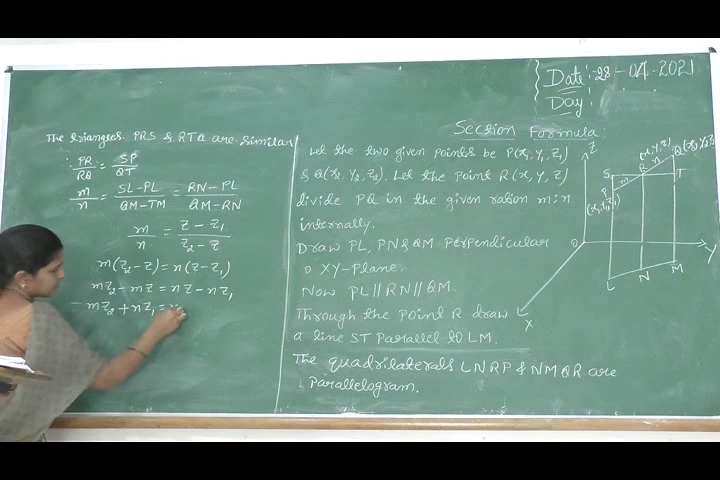 Date: 28-04-2021
Day:
Section Formula:
Let the two given points be P(x₁, y₁, z₁)
& Q(x₂, y₂, z₂). Let the point R(x, y, z)
divide PQ in the given ration m:n
internally.
Draw PL, PN & QM perpendicular
o XY-Plane.
Now PL || RN || QM.
Through the point R draw
a line ST parallel to LM.
The quadrilaterals LNRP & NMQR are
parallelogram.
The triangles PRS & RTQ are similar
∴ PR/RQ = SP/QT
m/n = SL-PL/QM-TM = RN-PL/QM-RN
m/n = z-z₁/z₂-z
m(z₂-z) = n(z-z₁)
mz₂-mz = nz-nz₁
mz₂+nz₁ =
Z
(x, y, z)
Q(x₂, y₂, z₂)
S
m
R
n
T
P
(x₁, y₁, z₁)
O
Y
L
N
M
X